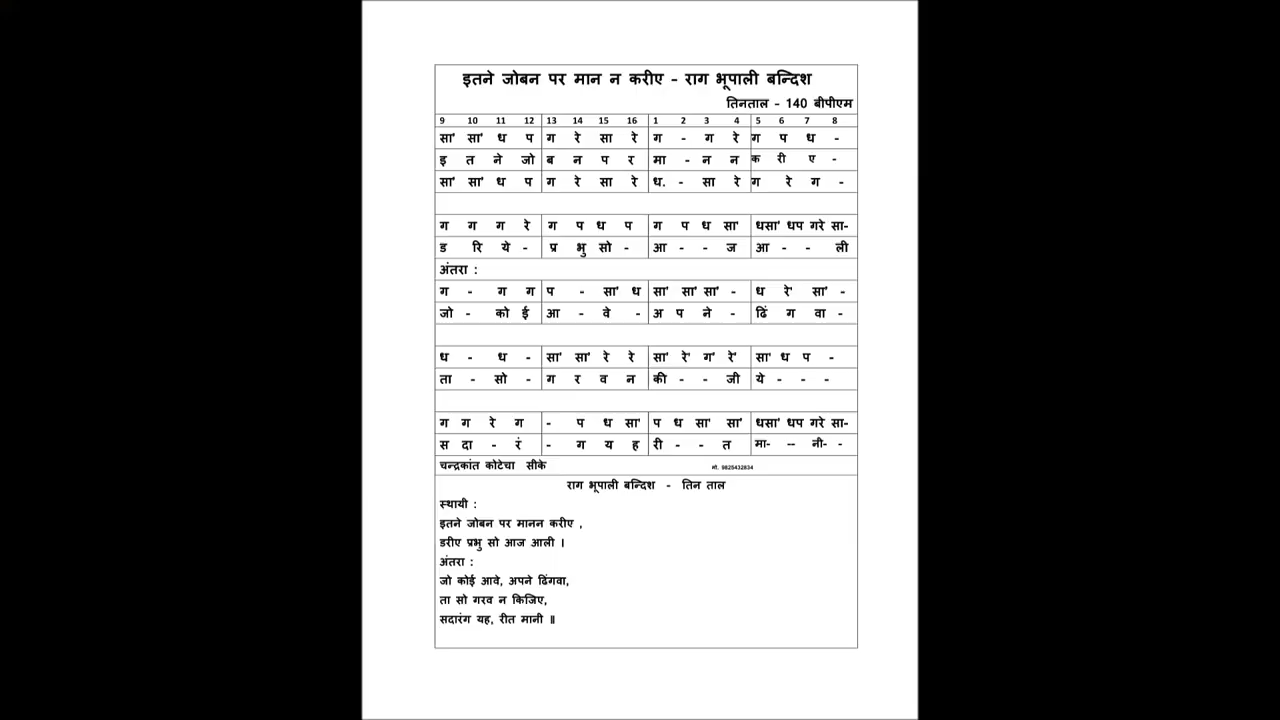 इतने जोबन पर मान न करीए - राग भूपाली बन्दिश
तिनताल - 140 बीपीएम
9 10 11 12 13 14 15 16 1 2 3 4 5 6 7 8
सा' सा' ध प ग रे सा रे ग - ग रे ग प ध -
इ त ने जो ब न प र मा - न न क री ए -
सा' सा' ध प ग रे सा रे ध. - सा रे ग रे ग -
ग ग ग रे ग प ध प ग प ध सा' धसा' धप गरे सा-
ड रि ये - प्र भु सो - आ - - ज आ - - ली
अंतरा :
ग - ग ग प - सा' ध सा' सा' सा' - ध रे' सा' -
जो - को ई आ - वे - अ प ने - ढिं ग वा -
ध - ध - सा' सा' रे रे सा' रे' ग' रे' सा' ध प -
ता - सो - ग र व न की - - जी ये - - -
ग ग रे ग - प ध सा' प ध सा' सा' धसा' धप गरे सा-
स दा - रं - ग य ह री - - त मा- -- नी- -
चन्द्रकांत कोटेचा सीके मो. 9825432834
राग भूपाली बन्दिश - तिन ताल
स्थायी :
इतने जोबन पर मानन करीए ,
डरीए प्रभु सो आज आली ।
अंतरा :
जो कोई आवे, अपने ढिंगवा,
ता सो गरव न किजिए,
सदारंग यह, रीत मानी ॥